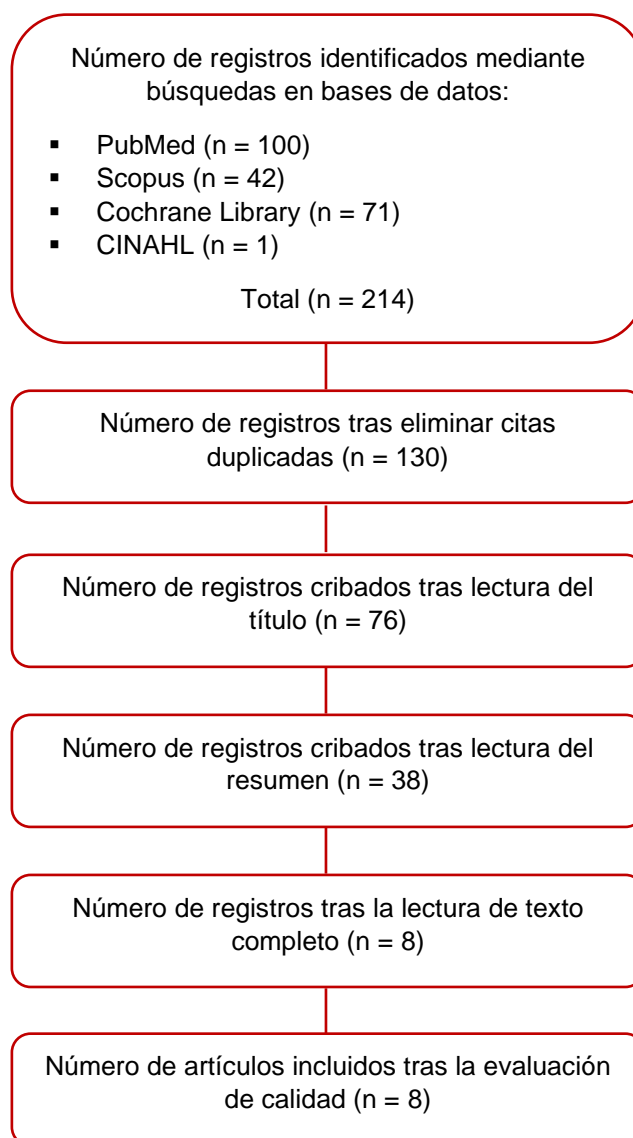 Número de registros identificados mediante
búsquedas en bases de datos:
▪ PubMed (n = 100)
▪ Scopus (n = 42)
▪ Cochrane Library (n = 71)
▪ CINAHL (n = 1)
Total (n = 214)
Número de registros tras eliminar citas
duplicadas (n = 130)
Número de registros cribados tras lectura del
título (n = 76)
Número de registros cribados tras lectura del
resumen (n = 38)
Número de registros tras la lectura de texto
completo (n = 8)
Número de artículos incluidos tras la evaluación
de calidad (n = 8)